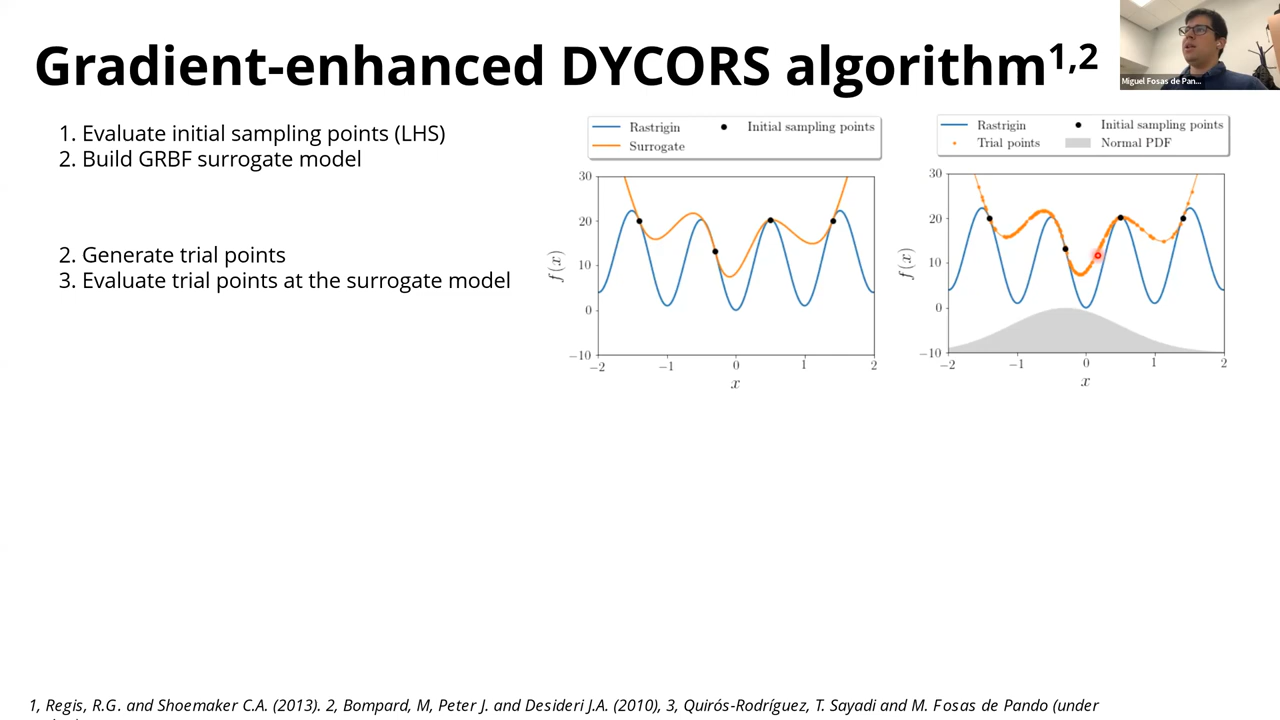 Gradient-enhanced DYCORS algorithm1,2
Miguel Fosas de Pan...
1. Evaluate initial sampling points (LHS)
2. Build GRBF surrogate model
2. Generate trial points
3. Evaluate trial points at the surrogate model
Rastrigin
Initial sampling points
Surrogate
30
20
10
0
−10
f(x)
−2
−1
0
1
2
x
Rastrigin
Initial sampling points
Trial points
Normal PDF
30
20
10
0
−10
f(x)
−2
−1
0
1
2
x
1, Regis, R.G. and Shoemaker C.A. (2013). 2, Bompard, M, Peter J. and Desideri J.A. (2010), 3, Quirós-Rodríguez, T. Sayadi and M. Fosas de Pando (under